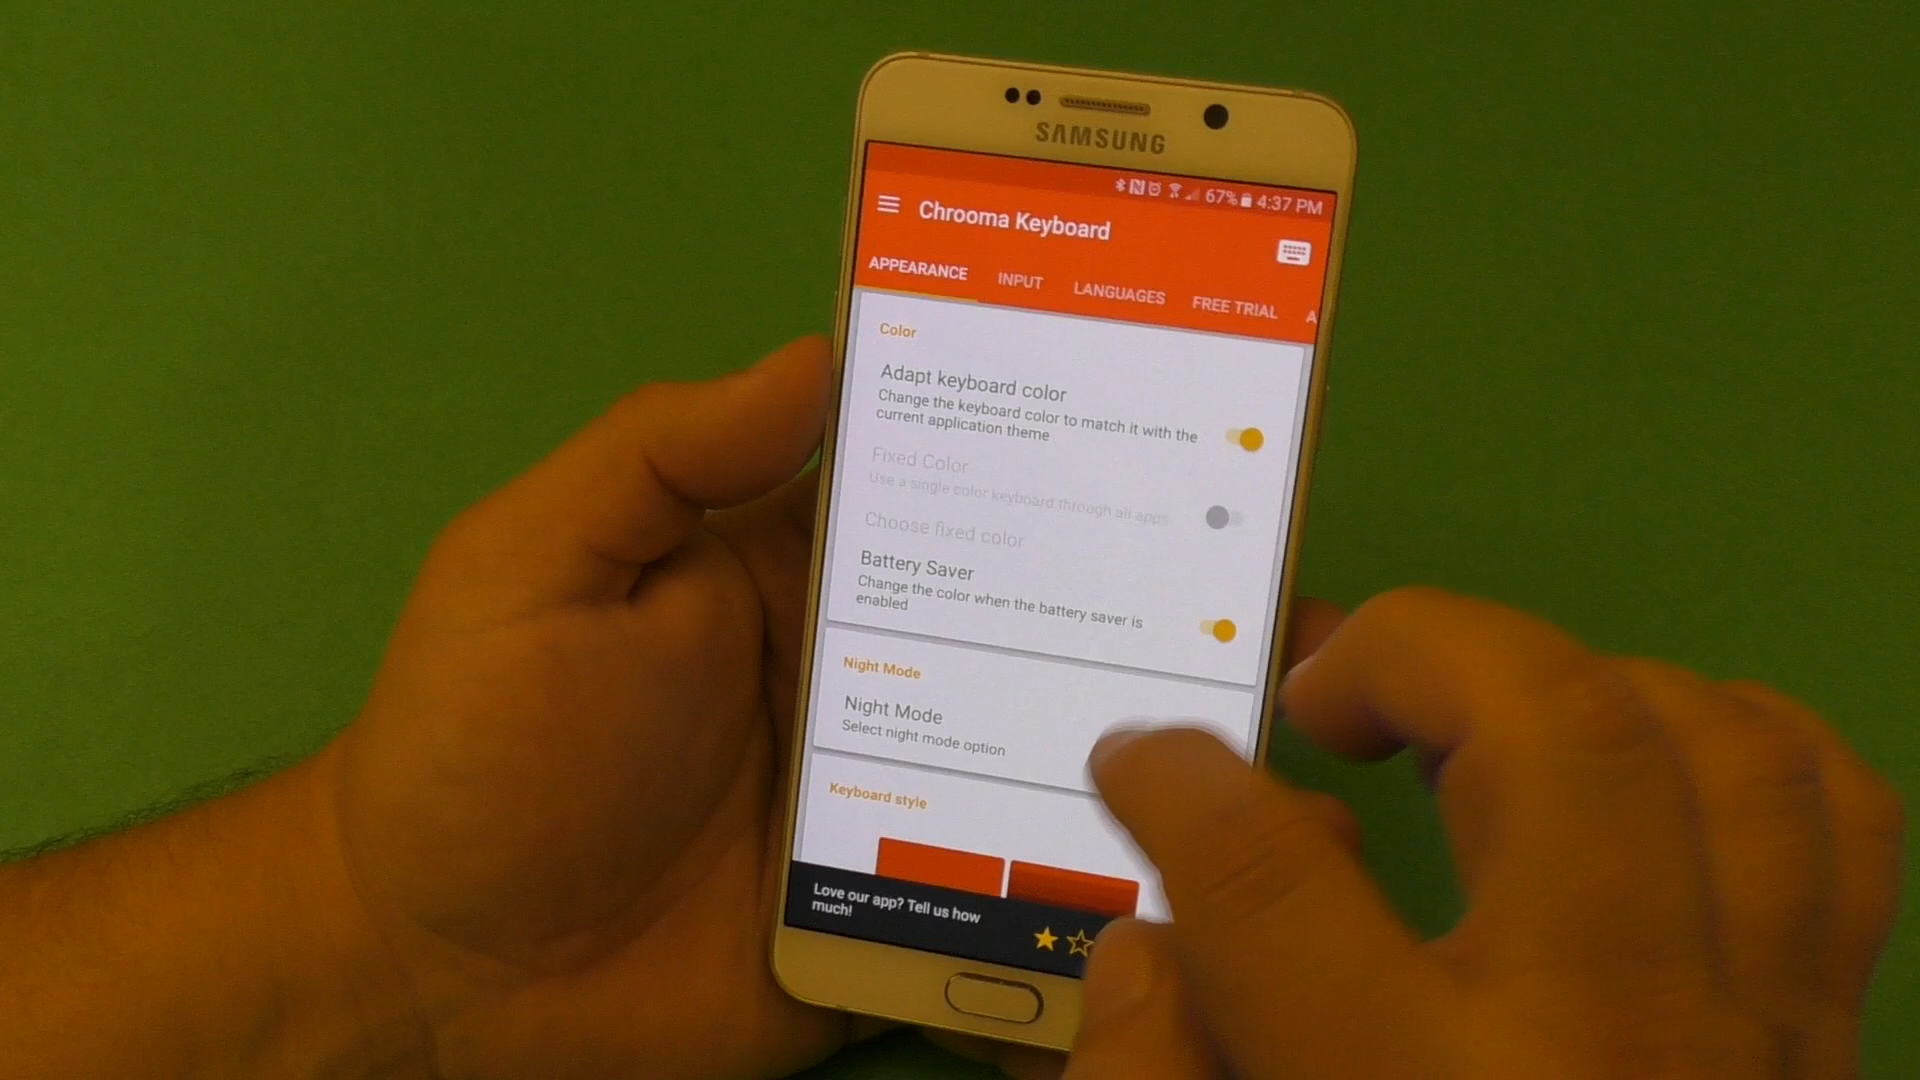 SAMSUNG
67% 4:37 PM
Chrooma Keyboard
APPEARANCE INPUT LANGUAGES FREE TRIAL A
Color
Adapt keyboard color
Change the keyboard color to match it with the
current application theme
Fixed Color
Use a single color keyboard through all apps
Choose fixed color
Battery Saver
Change the color when the battery saver is
enabled
Night Mode
Night Mode
Select night mode option
Keyboard style
Love our app? Tell us how
much!